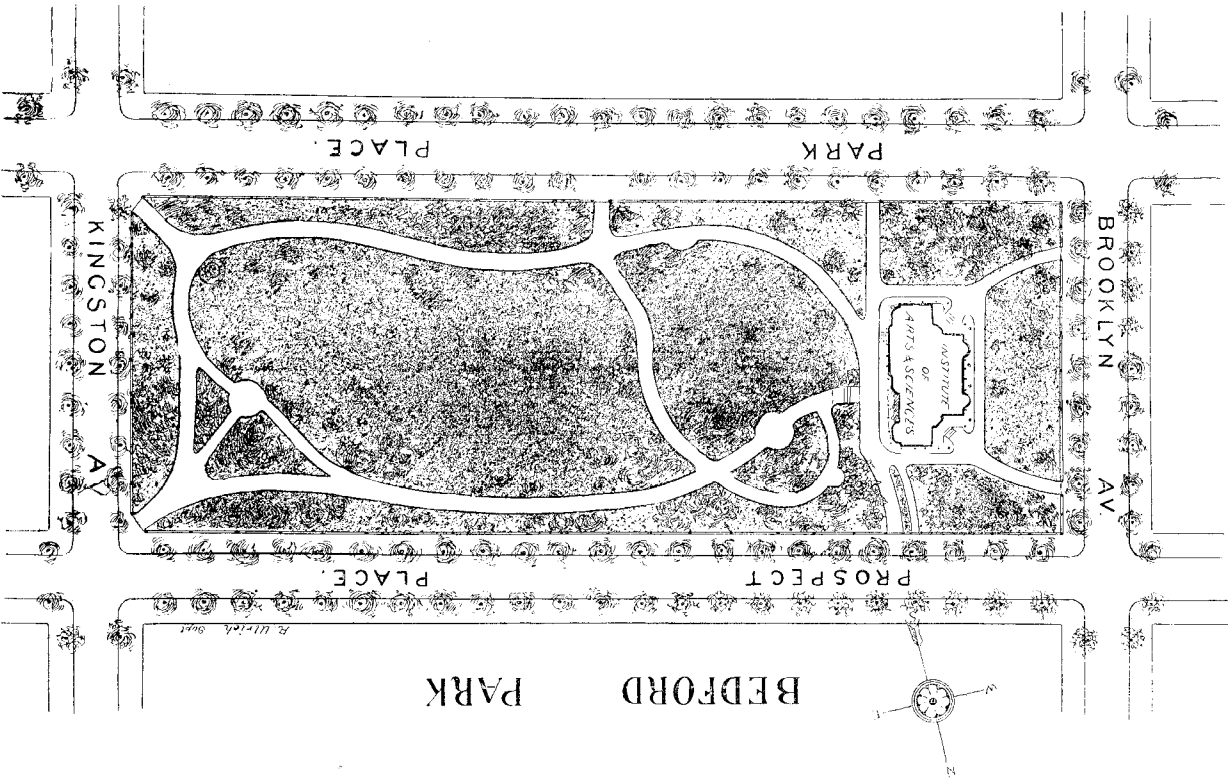 BEDFORD PARK
R. Ulrich Supt
PROSPECT PLACE.
PARK PLACE.
BROOKLYN AV
KINGSTON AV
INSTITUTE
OF
ARTS & SCIENCES
N
W
E